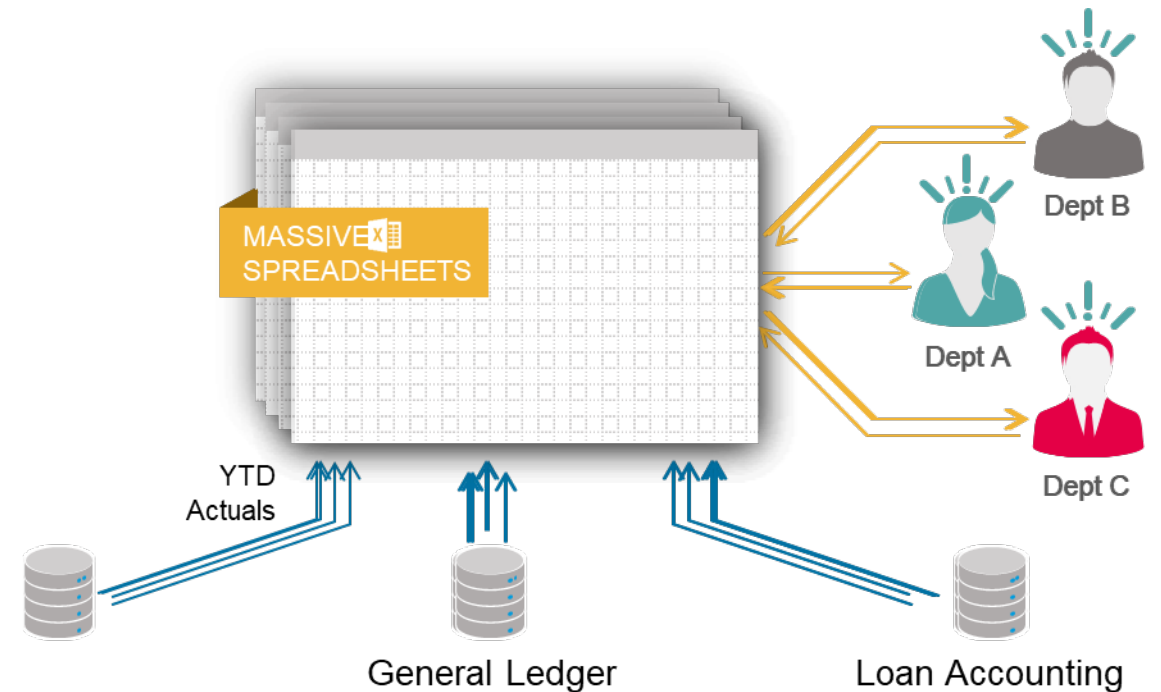 Dept B
MASSIVE
SPREADSHEETS
Dept A
YTD
Actuals
Dept C
General Ledger
Loan Accounting